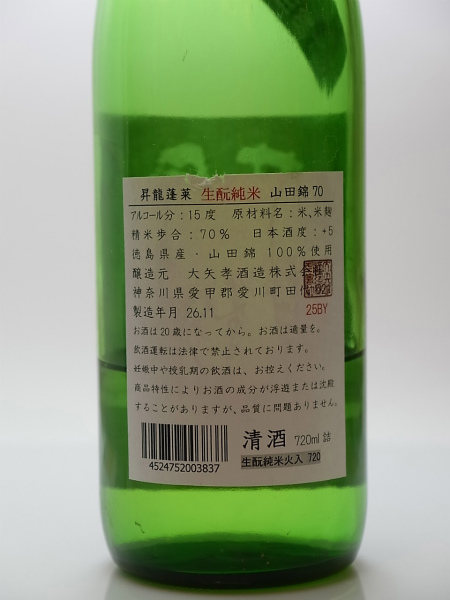 昇龍蓬莱 生酛純米 山田錦70
アルコール分：15度 原材料名：米、米麹
精米歩合：70% 日本酒度：+5
徳島県産・山田錦 100%使用
醸造元 大矢孝酒造株式会
神奈川県愛甲郡愛川町田代
製造年月 26.11 25BY
お酒は20歳になってから。お酒は適量を。
飲酒運転は法律で禁止されております。
妊娠中や授乳期の飲酒は、お控えください。
商品特性によりお酒の成分が浮遊または沈殿
することがありますが、品質に問題ありません。
清酒 720ml 詰
4524752003837
生酛純米火入 720